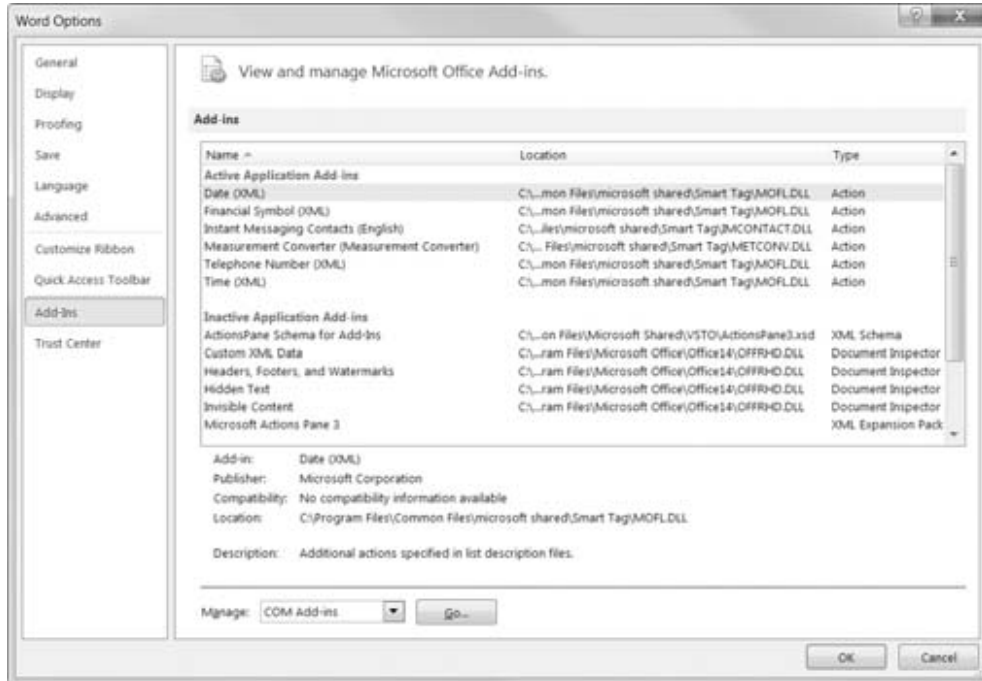 Word Options
General
Display
Proofing
Save
Language
Advanced
Customize Ribbon
Quick Access Toolbar
Add-Ins
Trust Center
View and manage Microsoft Office Add-ins.
Add-ins
Name Location Type
Active Application Add-ins
Date (XML) C:\...mon Files\microsoft shared\Smart Tag\MOFL.DLL Action
Financial Symbol (XML) C:\...mon Files\microsoft shared\Smart Tag\MOFL.DLL Action
Instant Messaging Contacts (English) C:\...iles\microsoft shared\Smart Tag\IMCONTACT.DLL Action
Measurement Converter (Measurement Converter) C:\... Files\microsoft shared\Smart Tag\METCONV.DLL Action
Telephone Number (XML) C:\...mon Files\microsoft shared\Smart Tag\MOFL.DLL Action
Time (XML) C:\...mon Files\microsoft shared\Smart Tag\MOFL.DLL Action
Inactive Application Add-ins
ActionsPane Schema for Add-Ins C:\...on Files\Microsoft Shared\VSTO\ActionsPane3.xsd XML Schema
Custom XML Data C:\...ram Files\Microsoft Office\Office14\OFFRHD.DLL Document Inspector
Headers, Footers, and Watermarks C:\...ram Files\Microsoft Office\Office14\OFFRHD.DLL Document Inspector
Hidden Text C:\...ram Files\Microsoft Office\Office14\OFFRHD.DLL Document Inspector
Invisible Content C:\...ram Files\Microsoft Office\Office14\OFFRHD.DLL Document Inspector
Microsoft Actions Pane 3 XML Expansion Pack
Add-in: Date (XML)
Publisher: Microsoft Corporation
Compatibility: No compatibility information available
Location: C:\Program Files\Common Files\microsoft shared\Smart Tag\MOFL.DLL
Description: Additional actions specified in list description files.
Manage: COM Add-ins Go...
OK Cancel